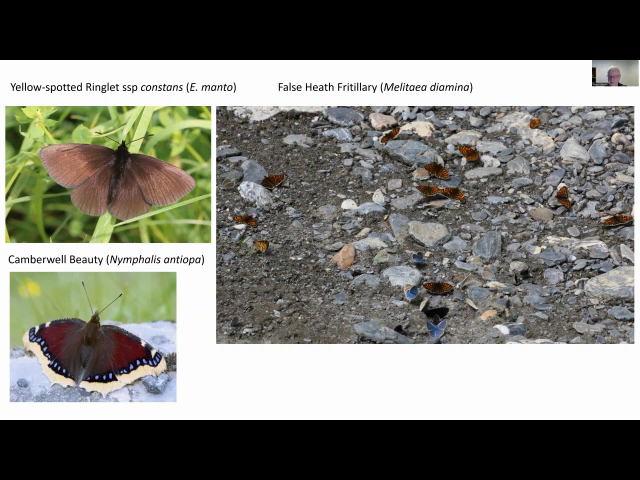 Yellow-spotted Ringlet ssp constans (E. manto)
False Heath Fritillary (Melitaea diamina)
Camberwell Beauty (Nymphalis antiopa)